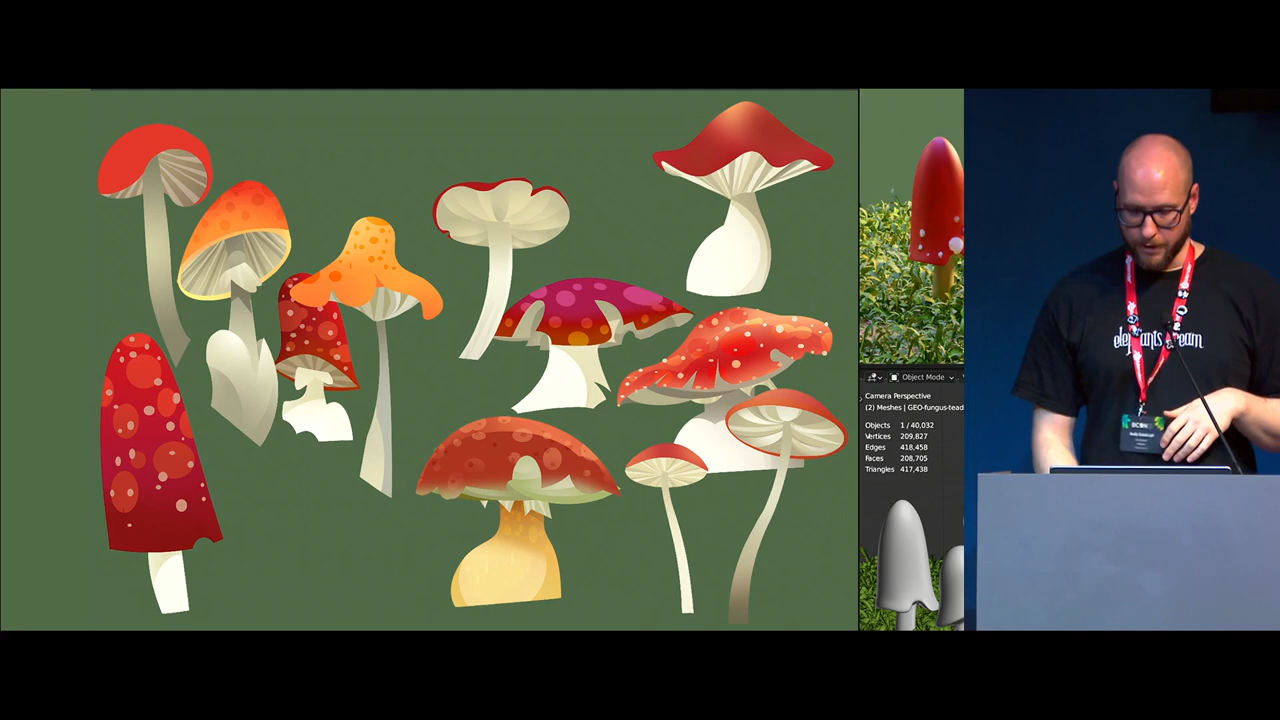 Object Mode
Camera Perspective
(2) Meshes | GEO-fungus-tead
Objects 1 / 40,032
Vertices 209,827
Edges 418,458
Faces 208,705
Triangles 417,438
elephants dream